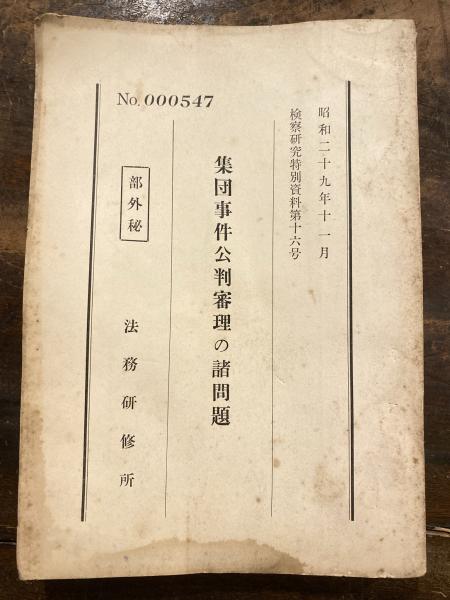 昭和二十九年十一月
検察研究特別資料第十六号
集団事件公判審理の諸問題
No. 000547
部外秘
法務研修所